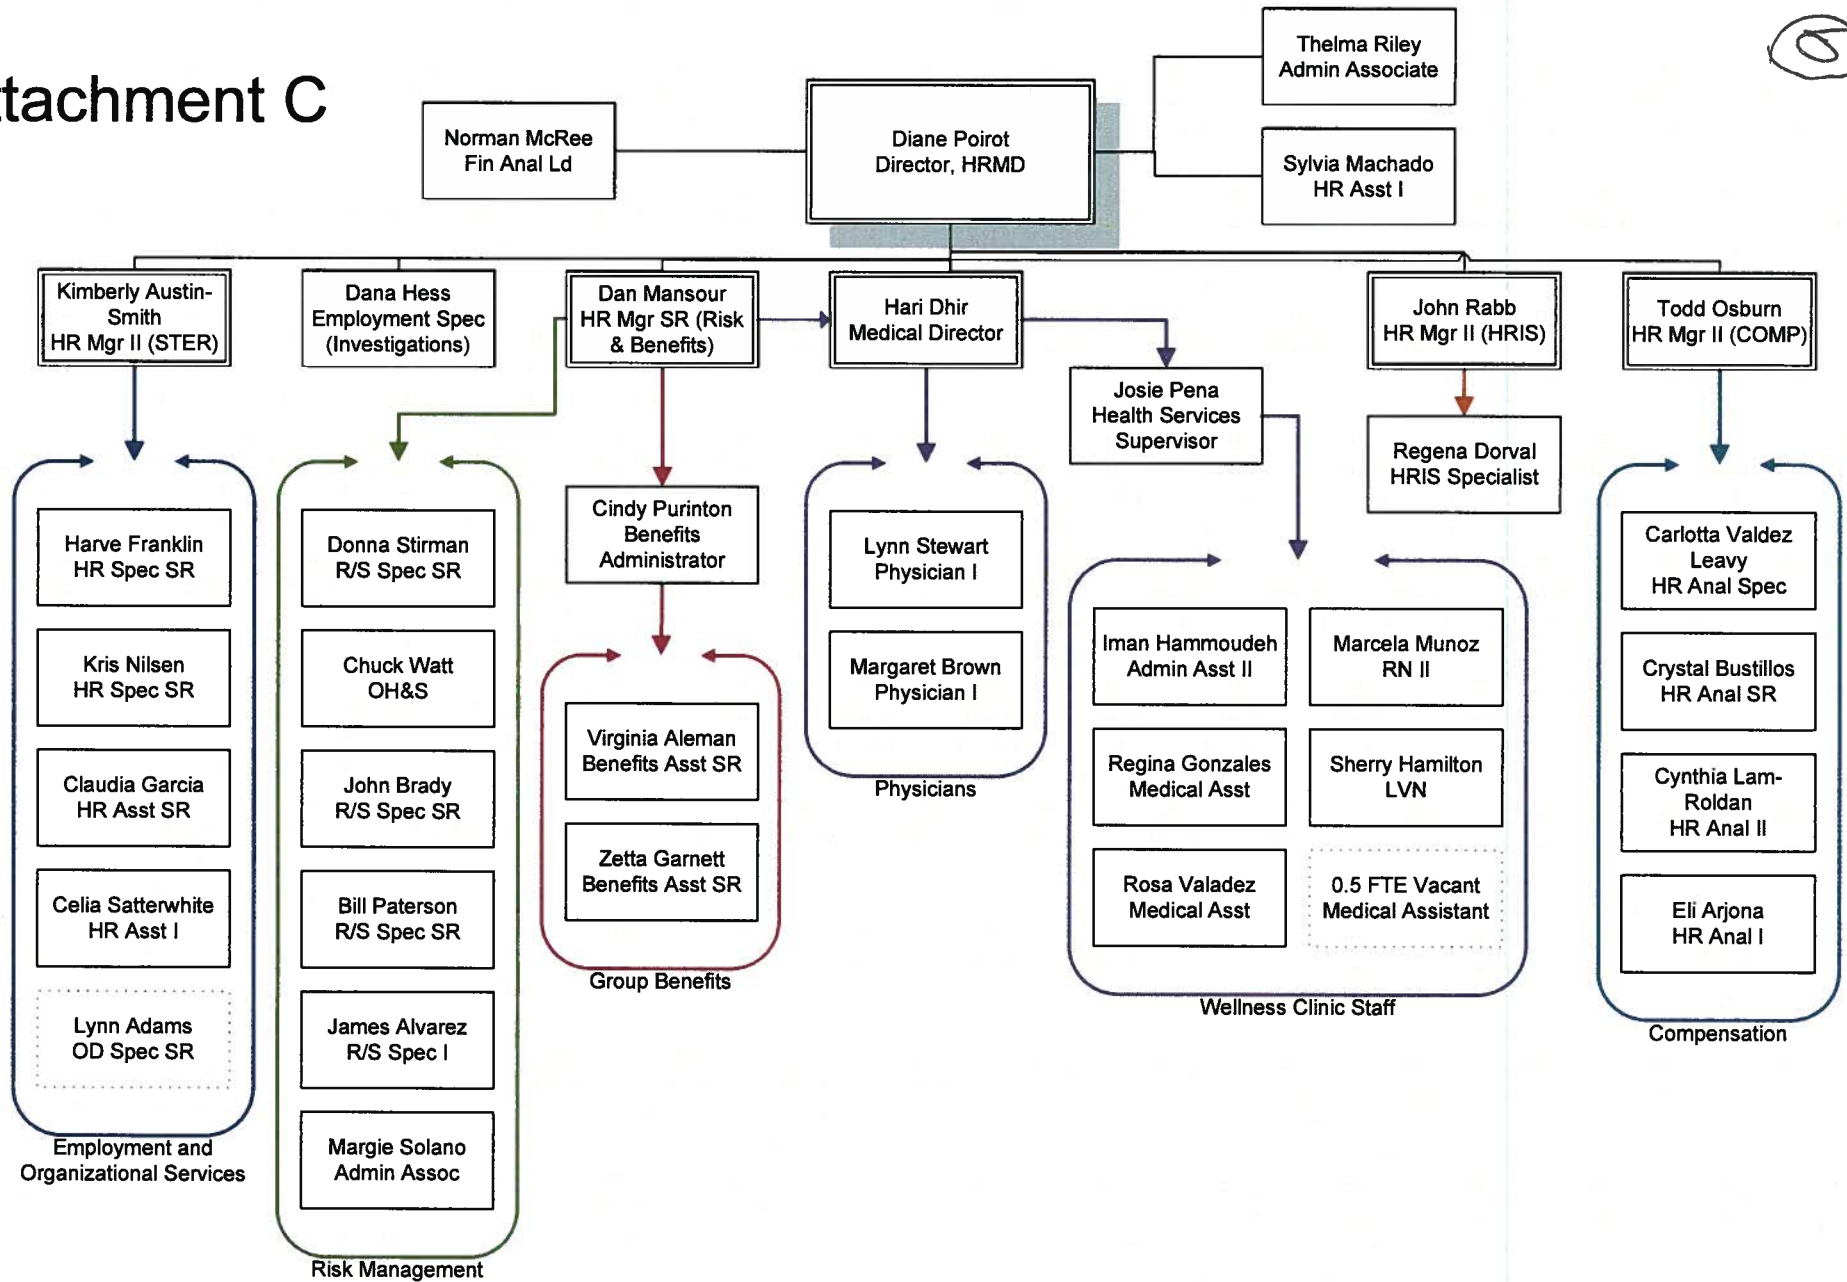 ttachment C
Norman McRee
Fin Anal Ld
Diane Poirot
Director, HRMD
Thelma Riley
Admin Associate
Sylvia Machado
HR Asst I
Kimberly Austin-
Smith
HR Mgr II (STER)
Dana Hess
Employment Spec
(Investigations)
Dan Mansour
HR Mgr SR (Risk
& Benefits)
Hari Dhir
Medical Director
John Rabb
HR Mgr II (HRIS)
Todd Osburn
HR Mgr II (COMP)
Josie Pena
Health Services
Supervisor
Regena Dorval
HRIS Specialist
Harve Franklin
HR Spec SR
Kris Nilsen
HR Spec SR
Claudia Garcia
HR Asst SR
Celia Satterwhite
HR Asst I
Lynn Adams
OD Spec SR
Employment and
Organizational Services
Donna Stirman
R/S Spec SR
Chuck Watt
OH&S
John Brady
R/S Spec SR
Bill Paterson
R/S Spec SR
James Alvarez
R/S Spec I
Margie Solano
Admin Assoc
Risk Management
Cindy Purinton
Benefits
Administrator
Virginia Aleman
Benefits Asst SR
Zetta Garnett
Benefits Asst SR
Group Benefits
Lynn Stewart
Physician I
Margaret Brown
Physician I
Physicians
Iman Hammoudeh
Admin Asst II
Marcela Munoz
RN II
Regina Gonzales
Medical Asst
Sherry Hamilton
LVN
Rosa Valadez
Medical Asst
0.5 FTE Vacant
Medical Assistant
Wellness Clinic Staff
Carlotta Valdez
Leavy
HR Anal Spec
Crystal Bustillos
HR Anal SR
Cynthia Lam-
Roldan
HR Anal II
Eli Arjona
HR Anal I
Compensation